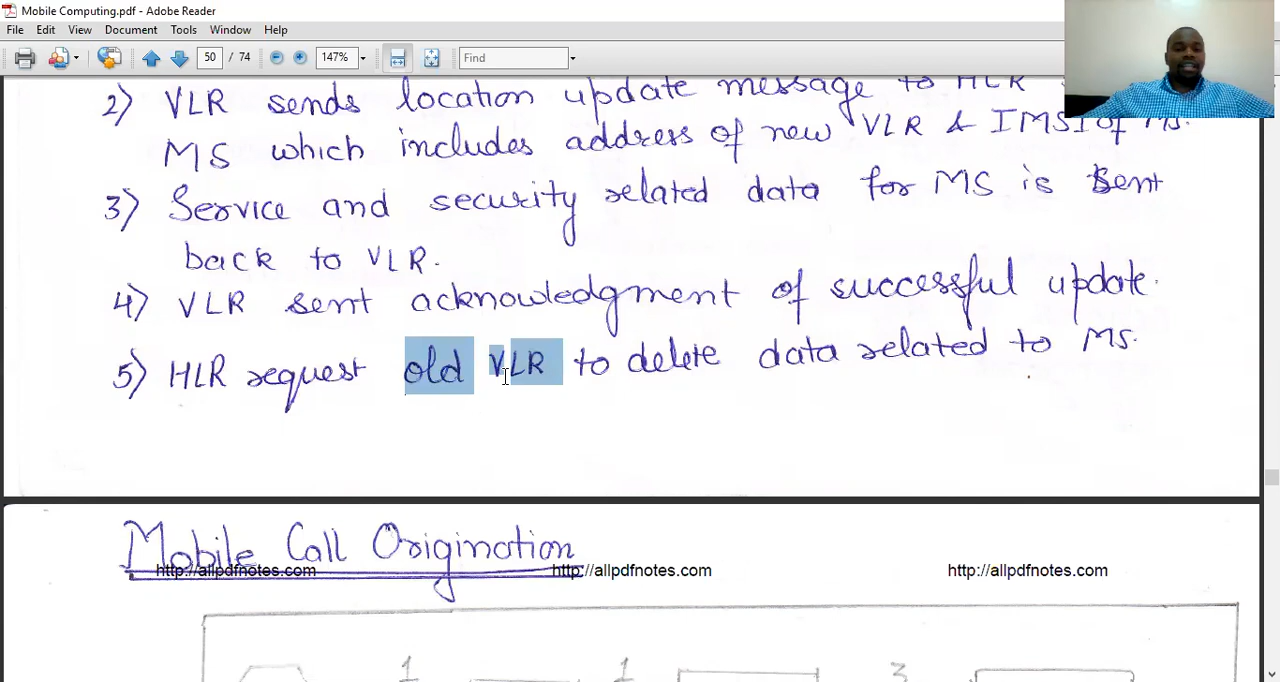 Mobile Computing.pdf - Adobe Reader
File Edit View Document Tools Window Help
50 / 74 147% Find
2) VLR sends location update message to HLR
MS which includes address of new VLR & IMSI of MS.
3) Service and security related data for MS is sent
back to VLR.
4) VLR sent acknowledgment of successful update.
5) HLR request old VLR to delete data related to MS.
Mobile Call Origination
http://allpdfnotes.com http://allpdfnotes.com http://allpdfnotes.com
1 1 3